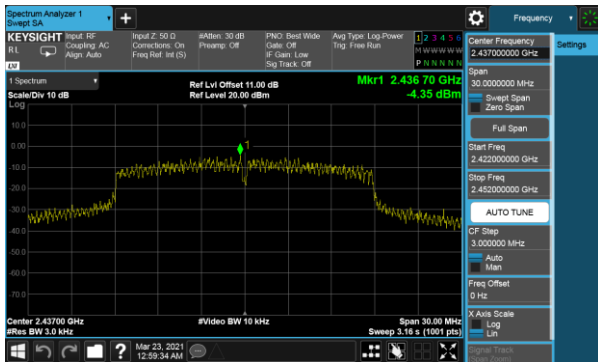 Spectrum Analyzer 1
Swept SA
+
Frequency
KEYSIGHT
Input: RF
Input Z: 50 Ω
#Atten: 30 dB
PNO: Best Wide
Avg Type: Log-Power
1 2 3 4 5 6
RL
Coupling: AC
Corrections: On
Preamp: Off
Gate: Off
Trig: Free Run
Align: Auto
Freq Ref: Int (S)
IF Gain: Low
M W W W W W
Sig Track: Off
P N N N N N
LXI
1 Spectrum
Scale/Div 10 dB
Ref Lvl Offset 11.00 dB
Ref Level 20.00 dBm
Mkr1 2.436 70 GHz
-4.35 dBm
Log
10.0
0.00
-10.0
-20.0
-30.0
-40.0
-50.0
-60.0
-70.0
1
Center 2.43700 GHz
#Video BW 10 kHz
Span 30.00 MHz
#Res BW 3.0 kHz
Sweep 3.16 s (1001 pts)
Mar 23, 2021
12:59:34 AM
?
Center Frequency
2.437000000 GHz
Settings
Span
30.0000000 MHz
Swept Span
Zero Span
Full Span
Start Freq
2.422000000 GHz
Stop Freq
2.452000000 GHz
AUTO TUNE
CF Step
3.000000 MHz
Auto
Man
Freq Offset
0 Hz
X Axis Scale
Log
Lin
Signal Track
(Span Zoom)